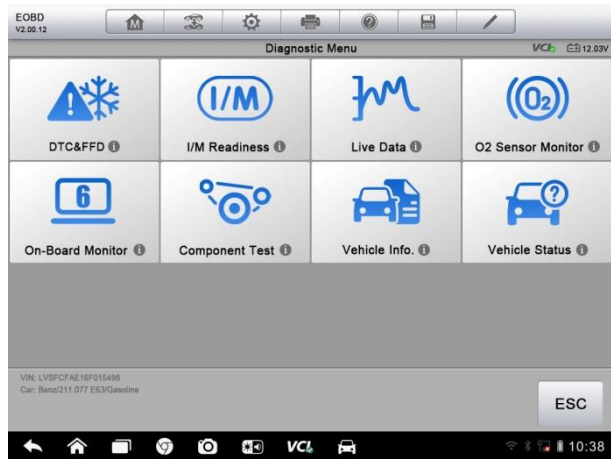 EOBD
V2.00.12
M
Diagnostic Menu
VCI 12.03V
DTC&FFD
I/M
I/M Readiness
Live Data
O2
O2 Sensor Monitor
6
On-Board Monitor
Component Test
Vehicle Info.
Vehicle Status
VIN: LVSFCFAE16F015498
Car: Benz/211.077 E63/Gasoline
ESC
VCI
10:38